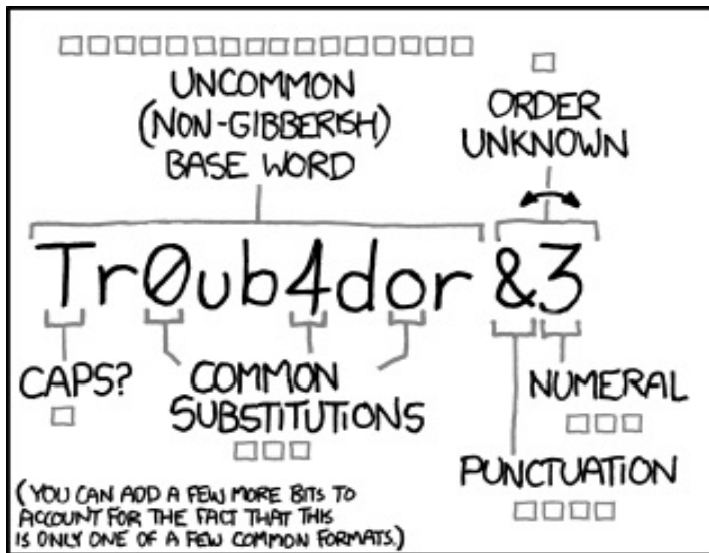 UNCOMMON
(NON-GIBBERISH)
BASE WORD
ORDER
UNKNOWN
Tr0ub4dor &3
CAPS?
COMMON
SUBSTITUTIONS
NUMERAL
PUNCTUATION
(YOU CAN ADD A FEW MORE BITS TO
ACCOUNT FOR THE FACT THAT THIS
IS ONLY ONE OF A FEW COMMON FORMATS.)